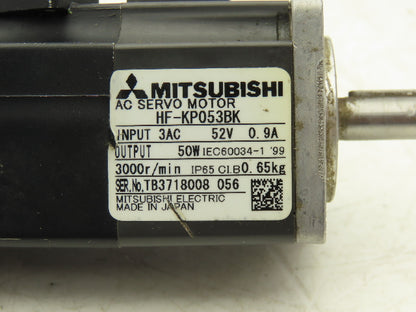 MITSUBISHI
AC SERVO MOTOR
HF-KP053BK
INPUT 3AC 52V 0.9A
OUTPUT 50W IEC60034-1 '99
3000r/min IP65 Cl.B 0.65kg
SER.No.TB3718008 056
MITSUBISHI ELECTRIC
MADE IN JAPAN